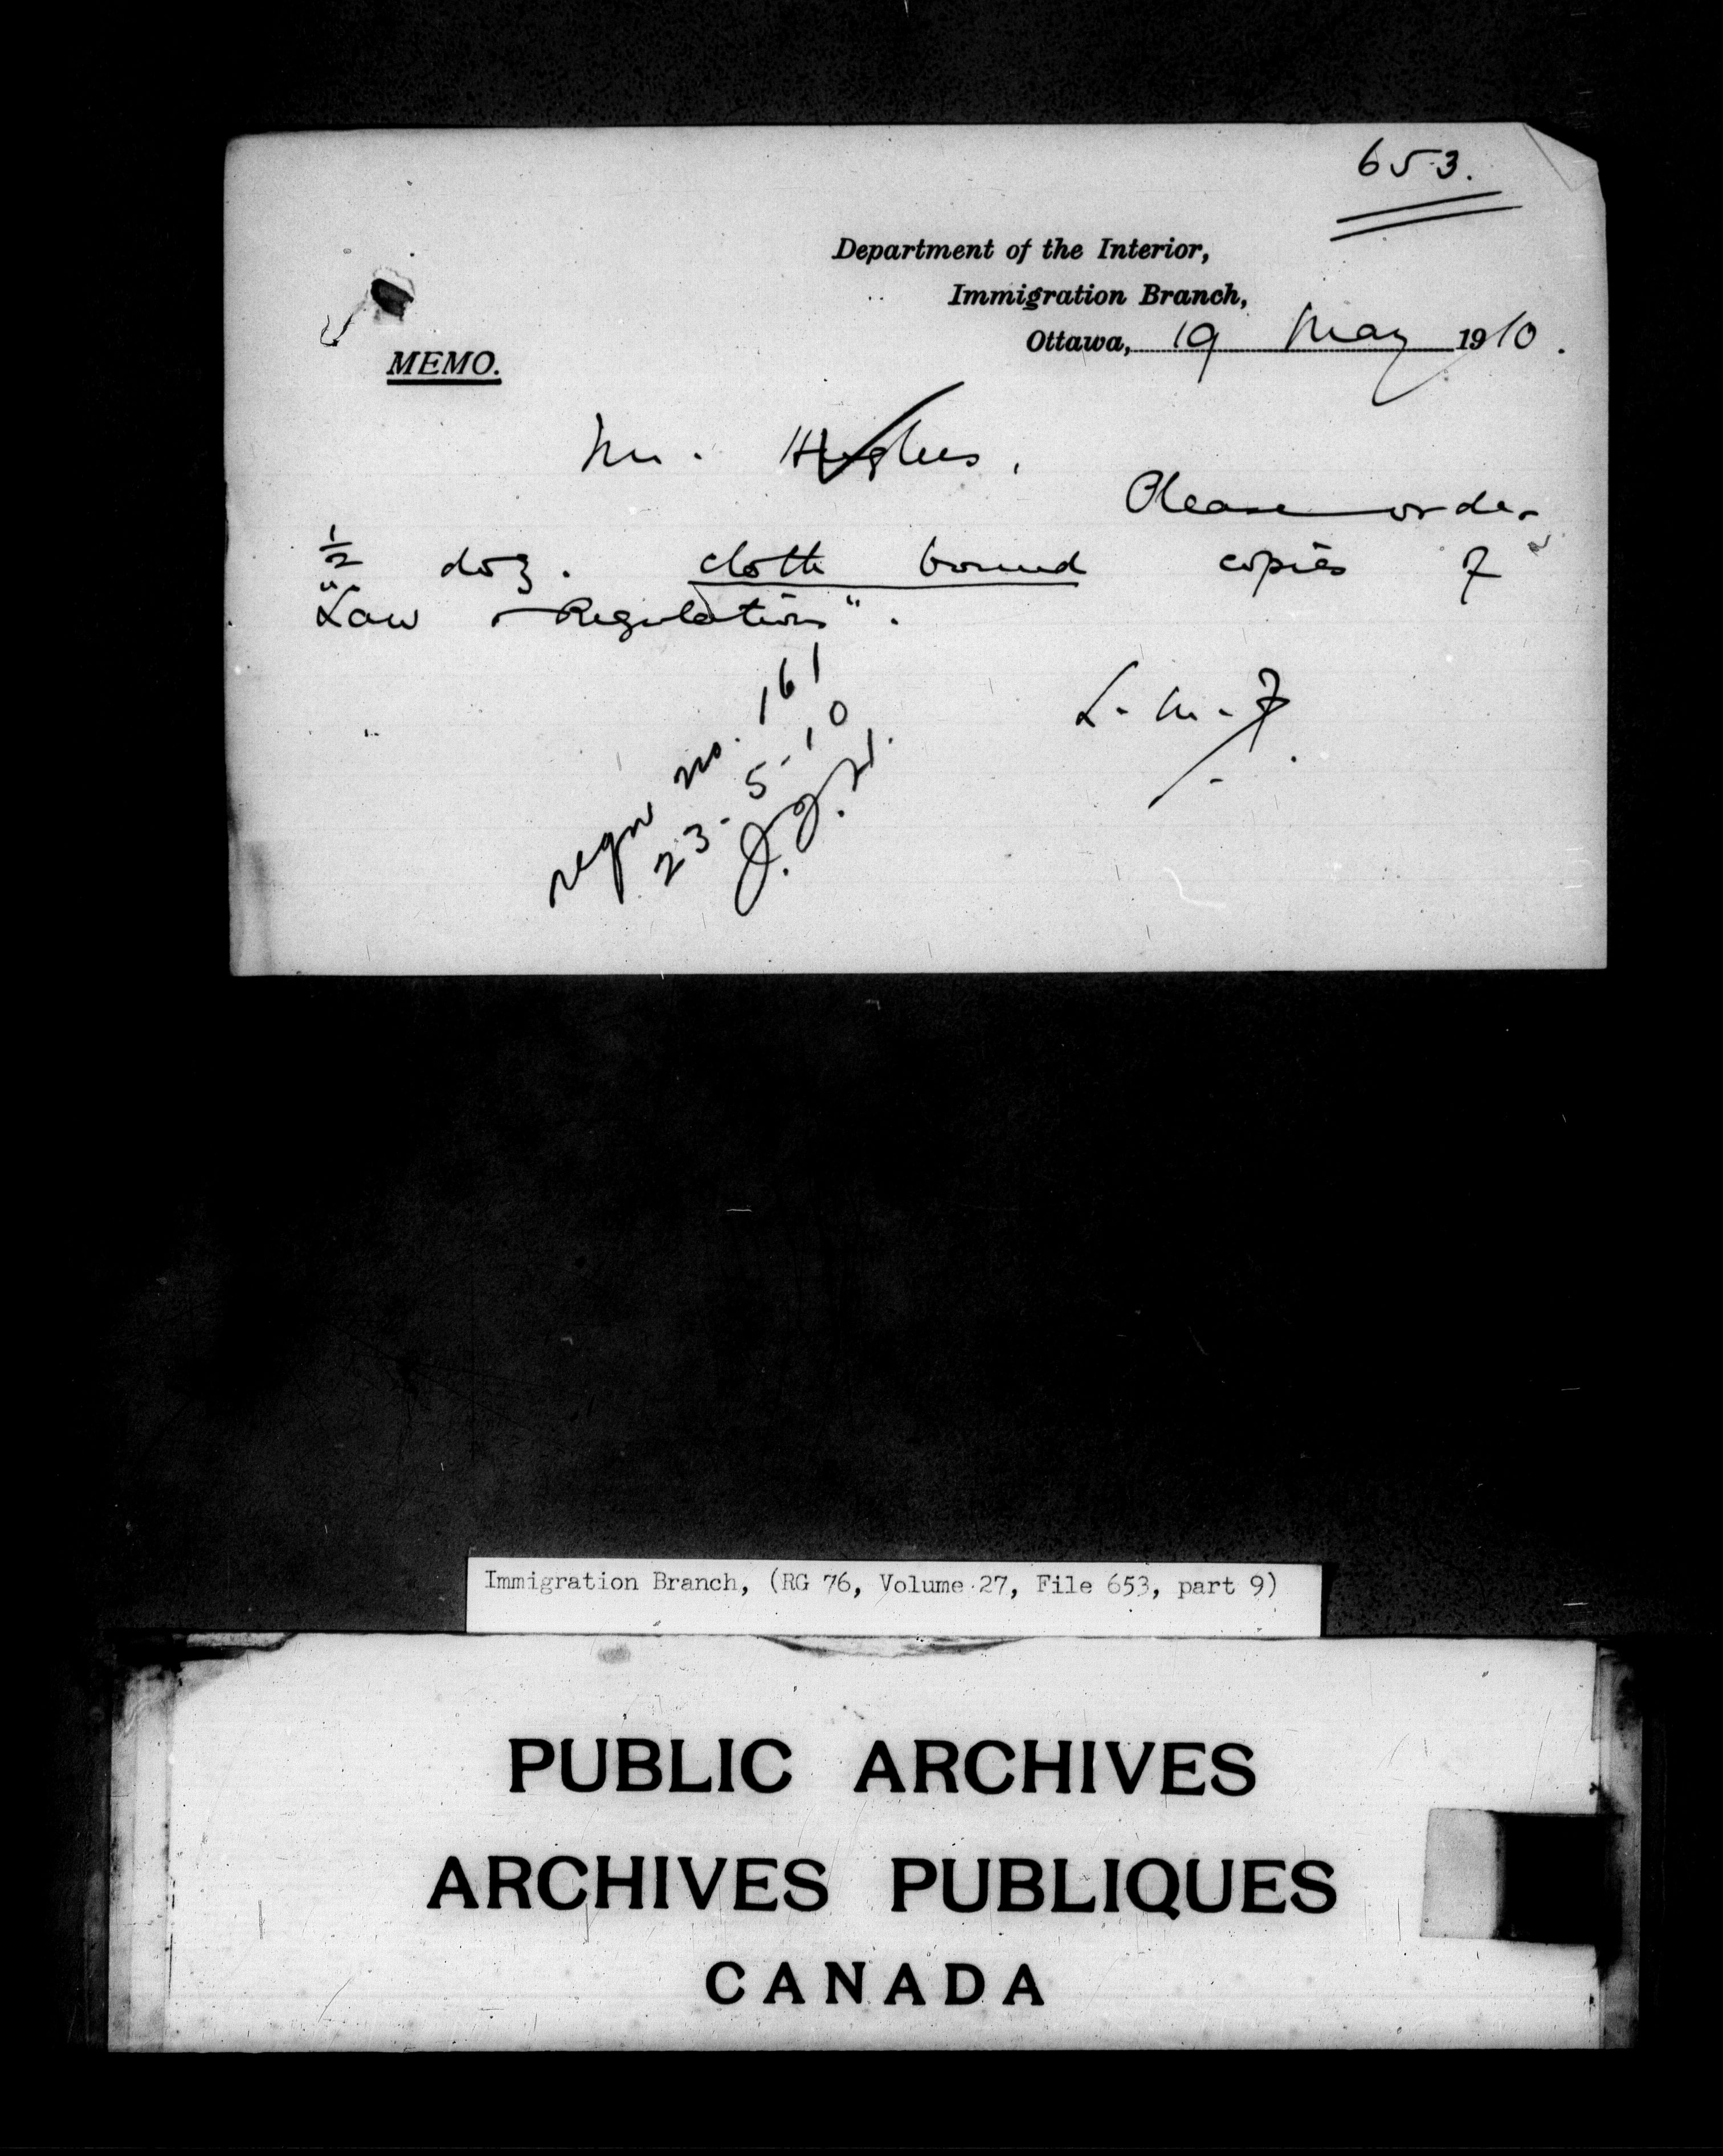 653.
Department of the Interior,
Immigration Branch,
Ottawa, 19 May 1910.
MEMO.
Mr. Hughes,
Please order
½ doz. cloth bound copies of
"Law & Regulations".
L. M. F.
reqn no. 161
23-5-10
J.
Immigration Branch, (RG 76, Volume 27, File 653, part 9)
PUBLIC ARCHIVES
ARCHIVES PUBLIQUES
CANADA